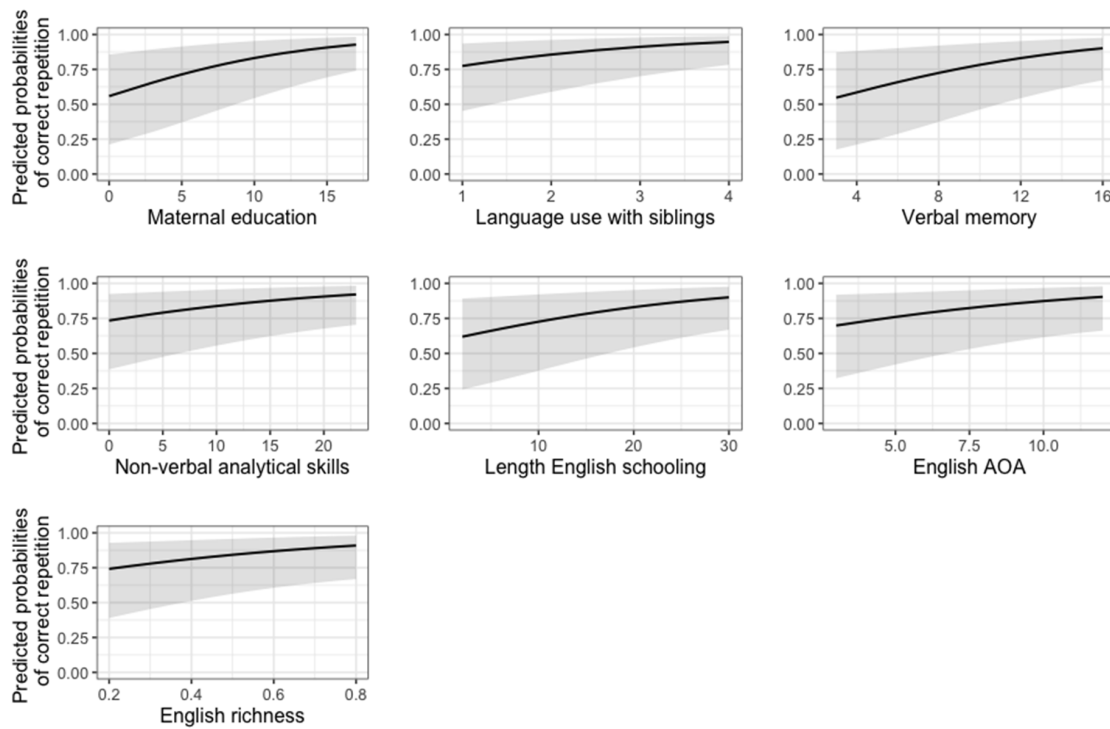 Predicted probabilities
of correct repetition
1.00
0.75
0.50
0.25
0.00
0 5 10 15
Maternal education
1.00
0.75
0.50
0.25
0.00
1 2 3 4
Language use with siblings
1.00
0.75
0.50
0.25
0.00
4 8 12 16
Verbal memory
Predicted probabilities
of correct repetition
1.00
0.75
0.50
0.25
0.00
0 5 10 15 20
Non-verbal analytical skills
1.00
0.75
0.50
0.25
0.00
10 20 30
Length English schooling
1.00
0.75
0.50
0.25
0.00
5.0 7.5 10.0
English AOA
Predicted probabilities
of correct repetition
1.00
0.75
0.50
0.25
0.00
0.2 0.4 0.6 0.8
English richness